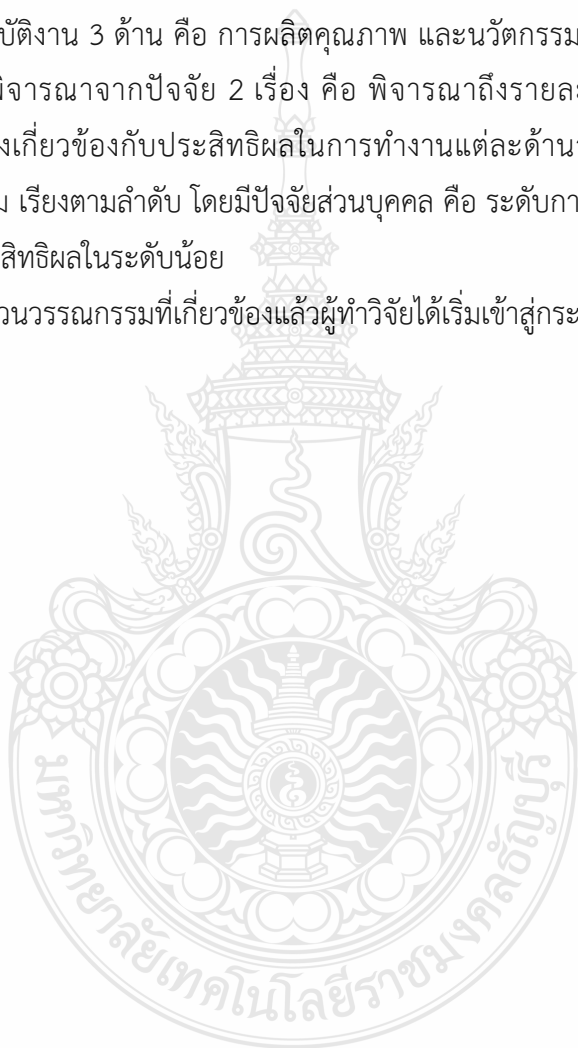 บัติงาน 3 ด้าน คือ การผลิตคุณภาพ และนวัตกรรม
พิจารณาจากปัจจัย 2 เรื่อง คือ พิจารณาถึงรายละ
งเกี่ยวข้องกับประสิทธิผลในการทำงานแต่ละด้าน
ม เรียงตามลำดับ โดยมีปัจจัยส่วนบุคคล คือ ระดับกา
สิทธิผลในระดับน้อย
วนวรรณกรรมที่เกี่ยวข้องแล้วผู้ทำวิจัยได้เริ่มเข้าสู่กระ
มหาวิทยาลัยเทคโนโลยีราชมงคลธัญบุรี